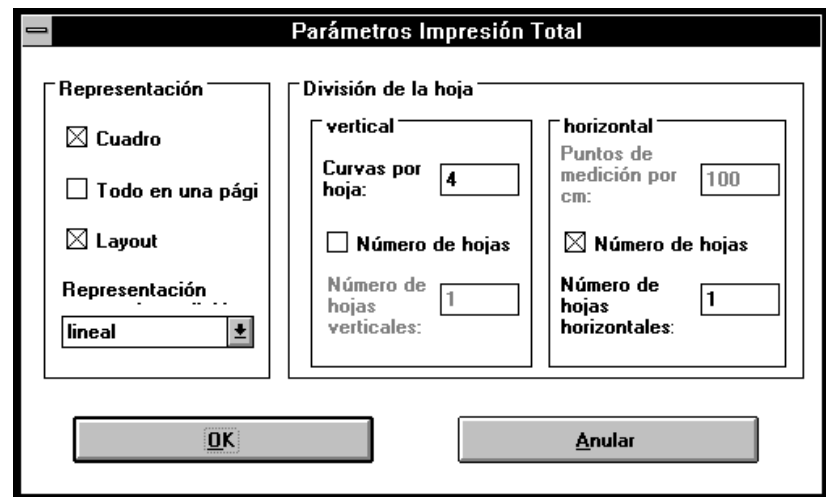 Parámetros Impresión Total
Representación
Cuadro
Todo en una pági
Layout
Representación
lineal
División de la hoja
vertical
Curvas por
hoja:
4
Número de hojas
Número de
hojas
verticales:
1
horizontal
Puntos de
medición por
cm:
100
Número de hojas
Número de
hojas
horizontales:
1
OK
Anular